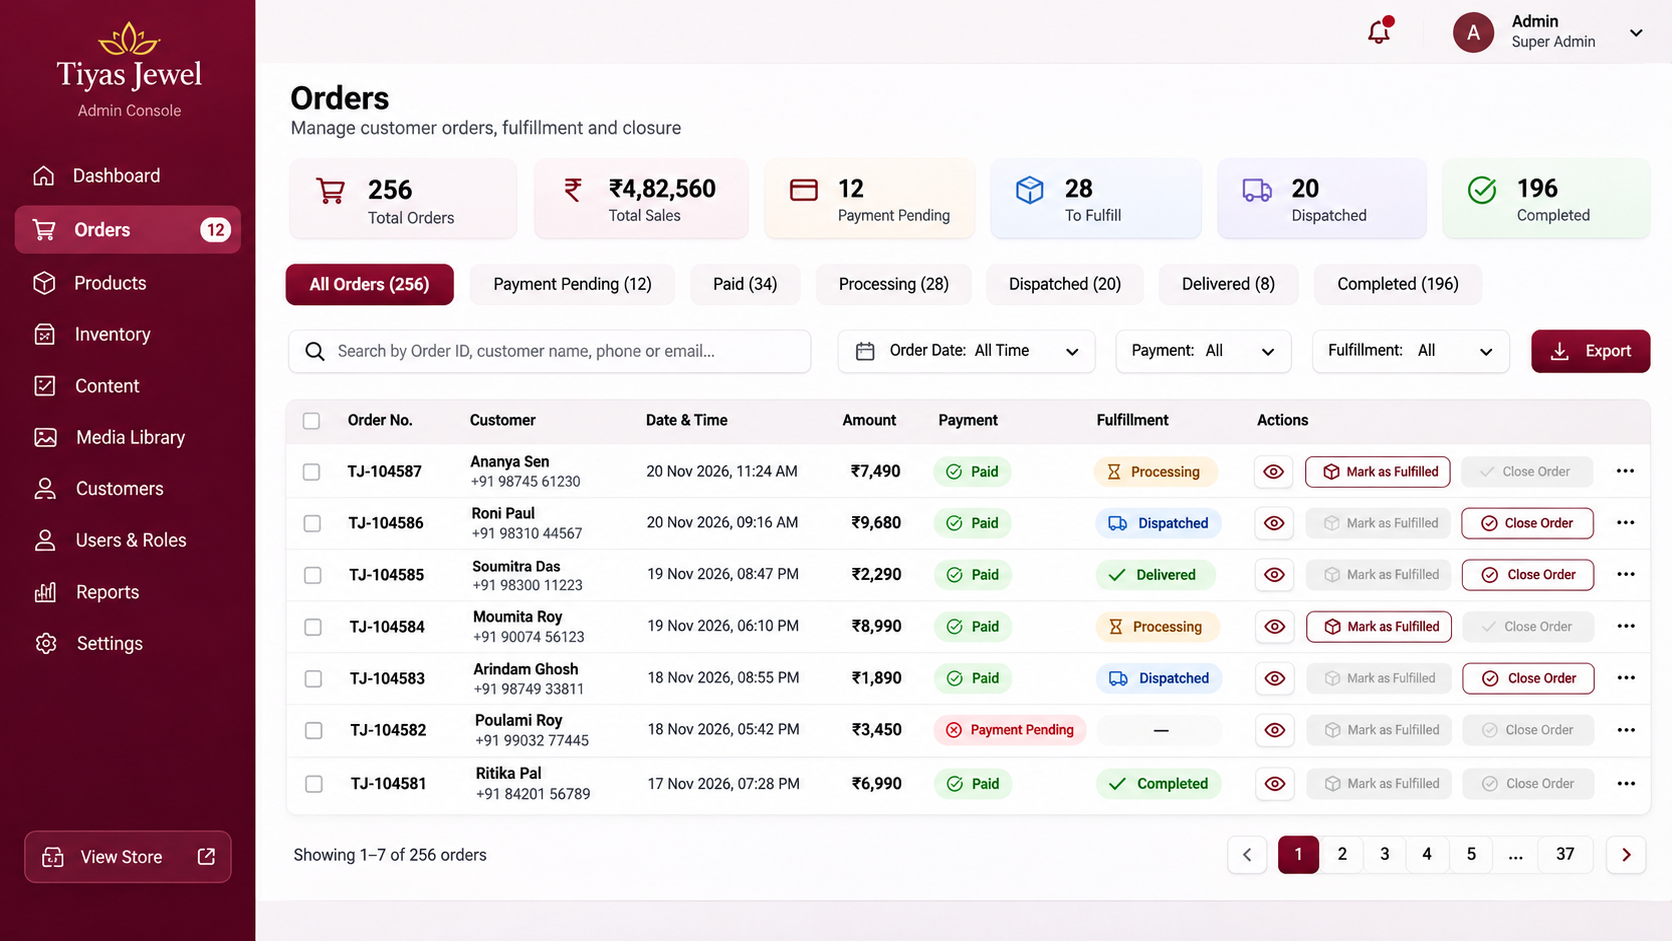 Tiyas Jewel
Admin Console
Dashboard
Orders 12
Products
Inventory
Content
Media Library
Customers
Users & Roles
Reports
Settings
View Store
A
Admin
Super Admin
Orders
Manage customer orders, fulfillment and closure
256
Total Orders
₹
₹4,82,560
Total Sales
12
Payment Pending
28
To Fulfill
20
Dispatched
196
Completed
All Orders (256) Payment Pending (12) Paid (34) Processing (28) Dispatched (20) Delivered (8) Completed (196)
Search by Order ID, customer name, phone or email... Order Date: All Time Payment: All Fulfillment: All Export
Order No. Customer Date & Time Amount Payment Fulfillment Actions
TJ-104587 Ananya Sen 20 Nov 2026, 11:24 AM ₹7,490 Paid Processing Mark as Fulfilled Close Order ...
+91 98745 61230
TJ-104586 Roni Paul 20 Nov 2026, 09:16 AM ₹9,680 Paid Dispatched Mark as Fulfilled Close Order ...
+91 98310 44567
TJ-104585 Soumitra Das 19 Nov 2026, 08:47 PM ₹2,290 Paid Delivered Mark as Fulfilled Close Order ...
+91 98300 11223
TJ-104584 Moumita Roy 19 Nov 2026, 06:10 PM ₹8,990 Paid Processing Mark as Fulfilled Close Order ...
+91 90074 56123
TJ-104583 Arindam Ghosh 18 Nov 2026, 08:55 PM ₹1,890 Paid Dispatched Mark as Fulfilled Close Order ...
+91 98749 33811
TJ-104582 Poulami Roy 18 Nov 2026, 05:42 PM ₹3,450 Payment Pending — Mark as Fulfilled Close Order ...
+91 99032 77445
TJ-104581 Ritika Pal 17 Nov 2026, 07:28 PM ₹6,990 Paid Completed Mark as Fulfilled Close Order ...
+91 84201 56789
Showing 1–7 of 256 orders < 1 2 3 4 5 ... 37 >